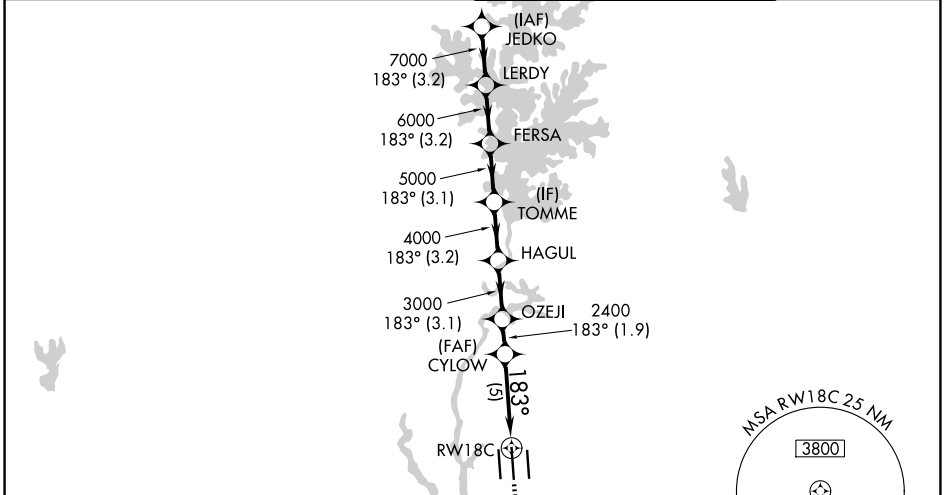 (IAF)
JEDKO
7000
183° (3.2)
LERDY
6000
183° (3.2)
FERSA
5000
183° (3.1)
(IF)
TOMME
4000
183° (3.2)
HAGUL
3000
183° (3.1)
OZEJI
2400
183° (1.9)
(FAF)
CYLOW
183°
(5)
RW18C
MSA RW18C 25 NM
3800